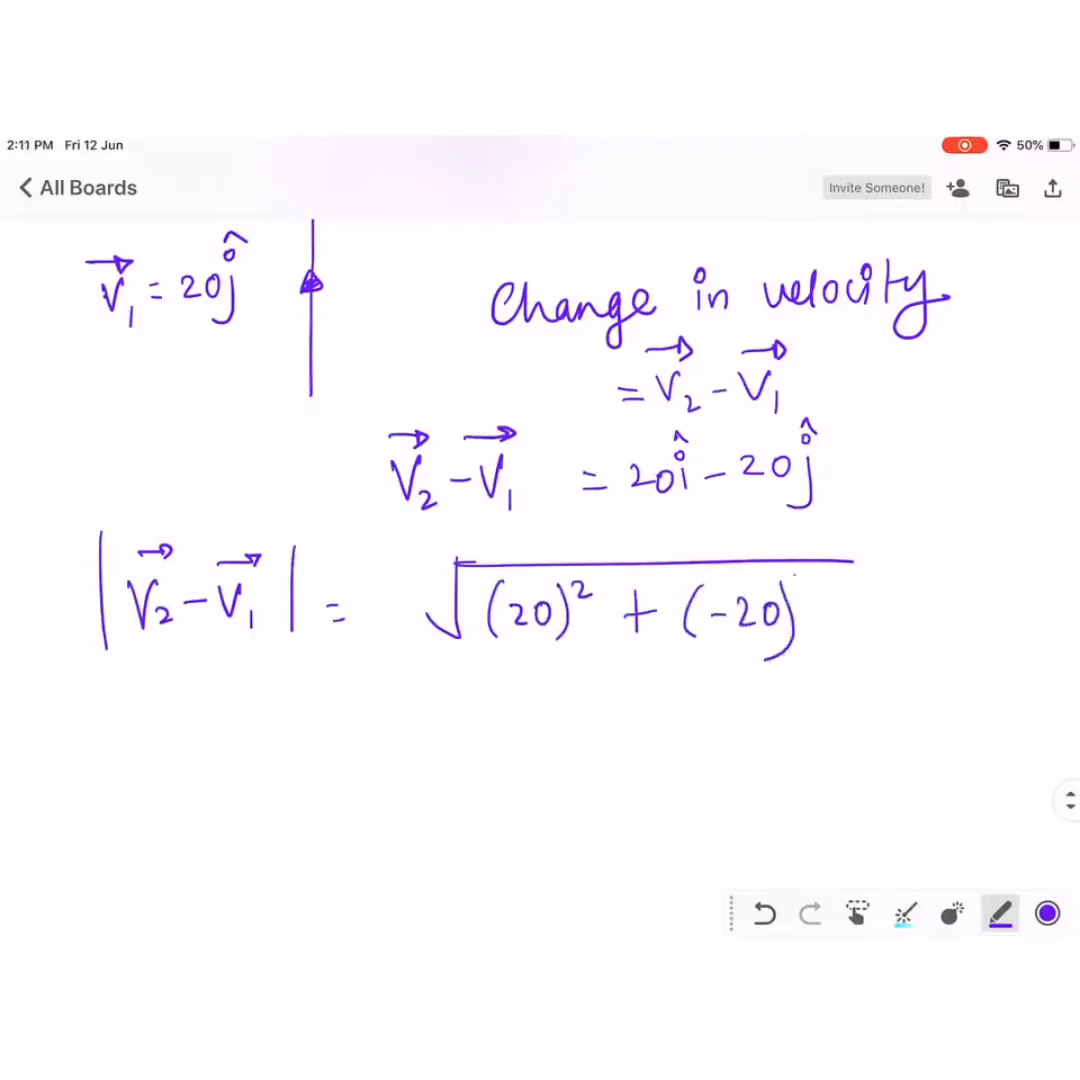 2:11 PM Fri 12 Jun 50%
All Boards Invite Someone!
V⃗₁ = 20ĵ
Change in velocity
= V⃗₂ - V⃗₁
V⃗₂ - V⃗₁ = 20î - 20ĵ
|V⃗₂ - V⃗₁| = √(20)² + (-20)